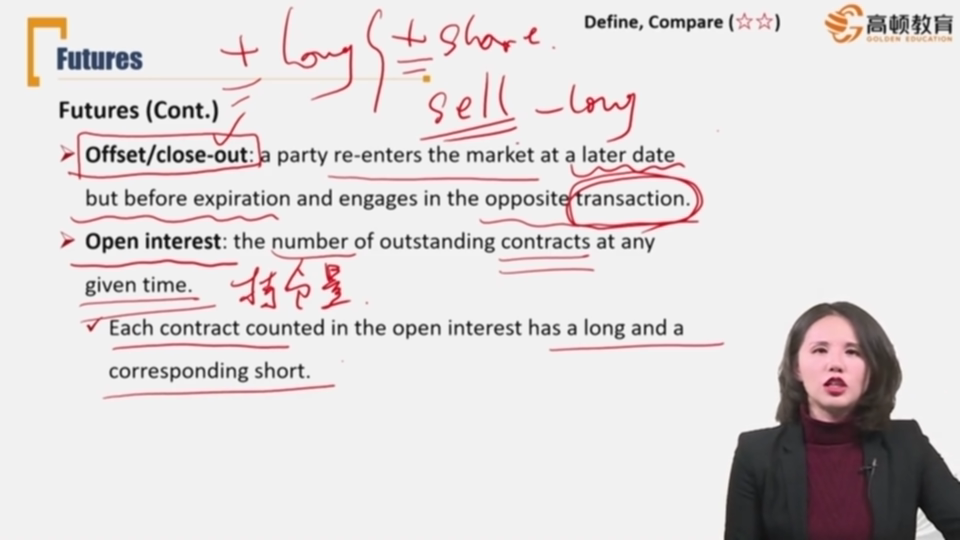 Define, Compare (☆☆)
高顿教育
GOLDEN EDUCATION
Futures
+ long
+ share.
sell - long
Futures (Cont.)
➢ Offset/close-out: a party re-enters the market at a later date
but before expiration and engages in the opposite transaction.
➢ Open interest: the number of outstanding contracts at any
given time.
持仓量.
✓ Each contract counted in the open interest has a long and a
corresponding short.